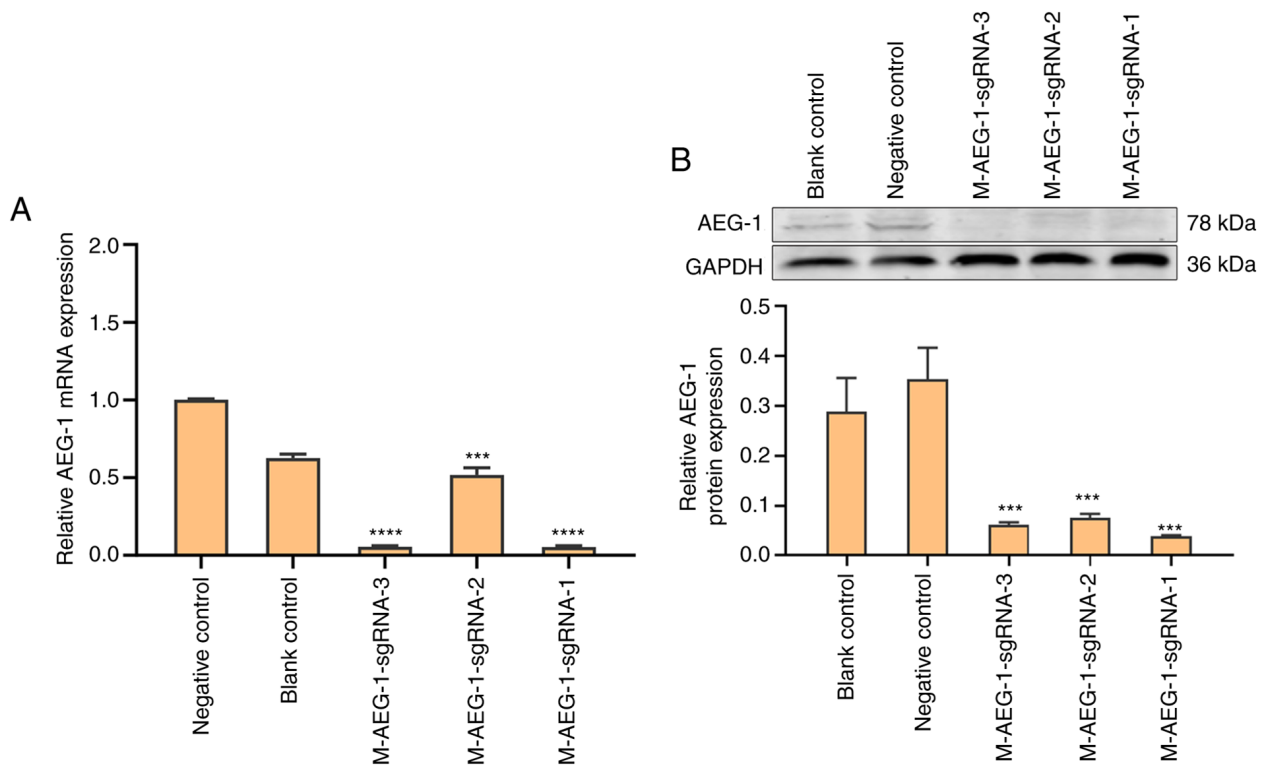 A
Relative AEG-1 mRNA expression
2.0
1.5
1.0
0.5
0.0
****
***
****
Negative control
Blank control
M-AEG-1-sgRNA-3
M-AEG-1-sgRNA-2
M-AEG-1-sgRNA-1
B
Blank control
Negative control
M-AEG-1-sgRNA-3
M-AEG-1-sgRNA-2
M-AEG-1-sgRNA-1
AEG-1
78 kDa
GAPDH
36 kDa
Relative AEG-1
protein expression
0.5
0.4
0.3
0.2
0.1
0.0
***
***
***
Blank control
Negative control
M-AEG-1-sgRNA-3
M-AEG-1-sgRNA-2
M-AEG-1-sgRNA-1